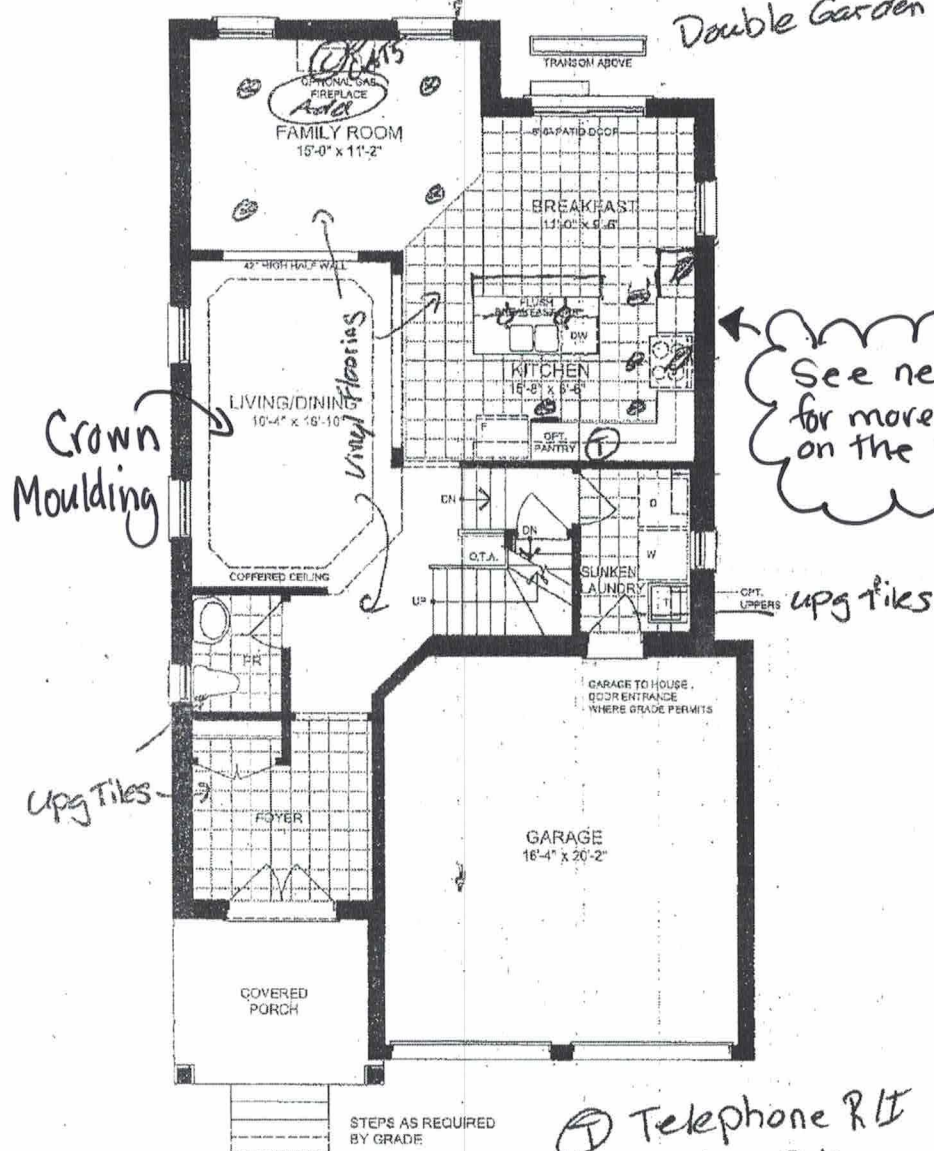 Double Garden
TRANSOM ABOVE
OPTIONAL GAS
FIREPLACE
Add
FAMILY ROOM
15'-0" x 11'-2"
BREAKFAST
42" HIGH HALF WALL
FLUSH
DW
KITCHEN
LIVING/DINING
10'-4" x 16'-10"
Vinyl Flooring
Crown
Moulding
See ne
for more
on the
F
OPT.
PANTRY
T
DN
DN
D
W
O.T.A.
UP
SUNKEN
LAUNDRY
OPT.
UPPERS
upg Tiles
COFFERED CEILING
PR
GARAGE TO HOUSE
DOOR ENTRANCE
WHERE GRADE PERMITS
upg Tiles
FOYER
GARAGE
16'-4" x 20'-2"
COVERED
PORCH
STEPS AS REQUIRED
BY GRADE
T Telephone R/I